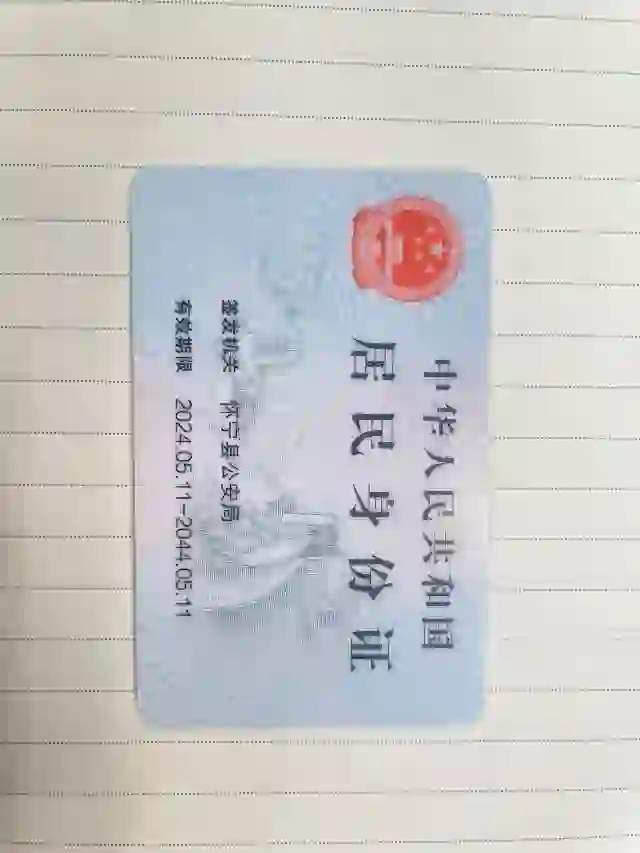 中华人民共和国
居民身份证
签发机关 怀宁县公安局
有效期限 2024.05.11-2044.05.11